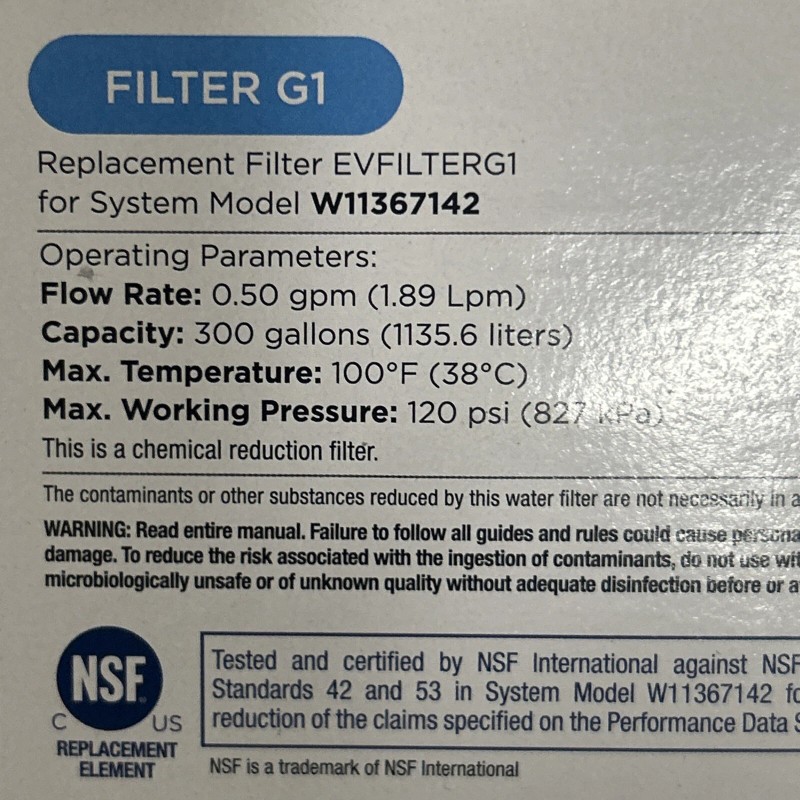 FILTER G1
Replacement Filter EVFILTERG1
for System Model W11367142
Operating Parameters:
Flow Rate: 0.50 gpm (1.89 Lpm)
Capacity: 300 gallons (1135.6 liters)
Max. Temperature: 100°F (38°C)
Max. Working Pressure: 120 psi (827 kPa)
This is a chemical reduction filter.
The contaminants or other substances reduced by this water filter are not necessarily in a
WARNING: Read entire manual. Failure to follow all guides and rules could cause
damage. To reduce the risk associated with the ingestion of contaminants, do not use
microbiologically unsafe or of unknown quality without adequate disinfection before or
NSF®
C US
REPLACEMENT
ELEMENT
Tested and certified by NSF International against NSF
Standards 42 and 53 in System Model W11367142
reduction of the claims specified on the Performance Data
NSF is a trademark of NSF International